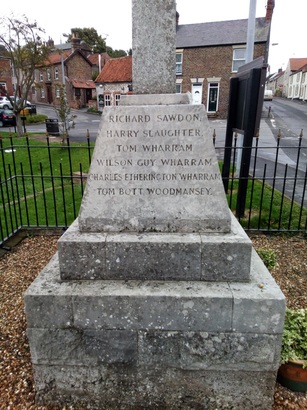 RICHARD SAWDON.
HARRY SLAUGHTER.
TOM WHARRAM.
WILSON GUY WHARRAM.
CHARLES ETHERINGTON WHARRAM.
TOM BOTT WOODMANSEY.